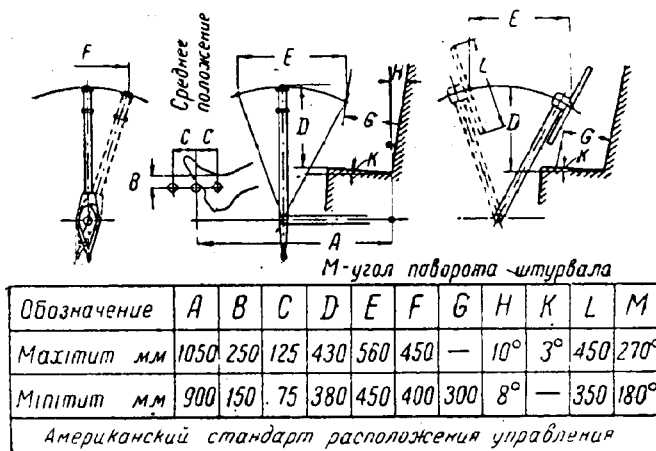 F
Среднее положение
C C
B
E
D
H
G
K
A
E
L
D
G
K
М-угол поворота штурвала
Обозначение A B C D E F G H K L M
Maximum мм 1050 250 125 430 560 450 — 10° 3° 450 270°
Minimum мм 900 150 75 380 450 400 300 8° — 350 180°
Американский стандарт расположения управления